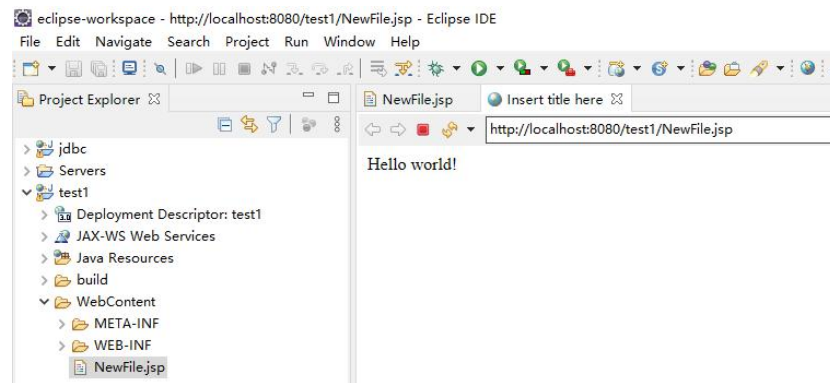 eclipse-workspace - http://localhost:8080/test1/NewFile.jsp - Eclipse IDE
File Edit Navigate Search Project Run Window Help
Project Explorer
NewFile.jsp
Insert title here
http://localhost:8080/test1/NewFile.jsp
jdbc
Servers
test1
3.0 Deployment Descriptor: test1
JAX-WS Web Services
Java Resources
build
WebContent
META-INF
WEB-INF
NewFile.jsp
Hello world!